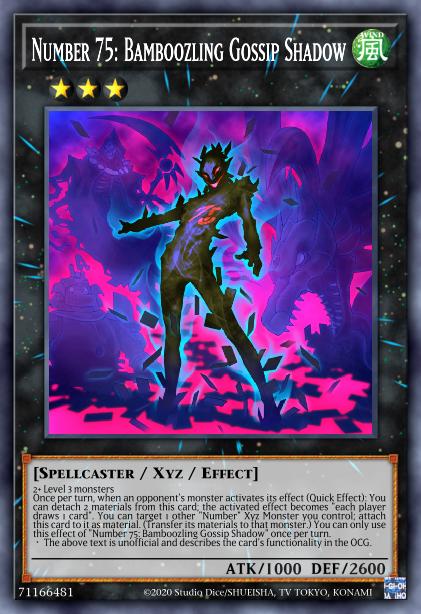 Number 75: Bamboozling Gossip Shadow
WIND
風
[Spellcaster / Xyz / Effect]
2+ Level 3 monsters
Once per turn, when an opponent's monster activates its effect (Quick Effect): You
can detach 2 materials from this card; the activated effect becomes "each player
draws 1 card". You can target 1 other "Number" Xyz Monster you control; attach
this card to it as material. (Transfer its materials to that monster.) You can only use
this effect of "Number 75: Bamboozling Gossip Shadow" once per turn.
· The above text is unofficial and describes the card's functionality in the OCG.
ATK/1000 DEF/2600
71166481
©2020 Studio Dice/SHUEISHA, TV TOKYO, KONAMI